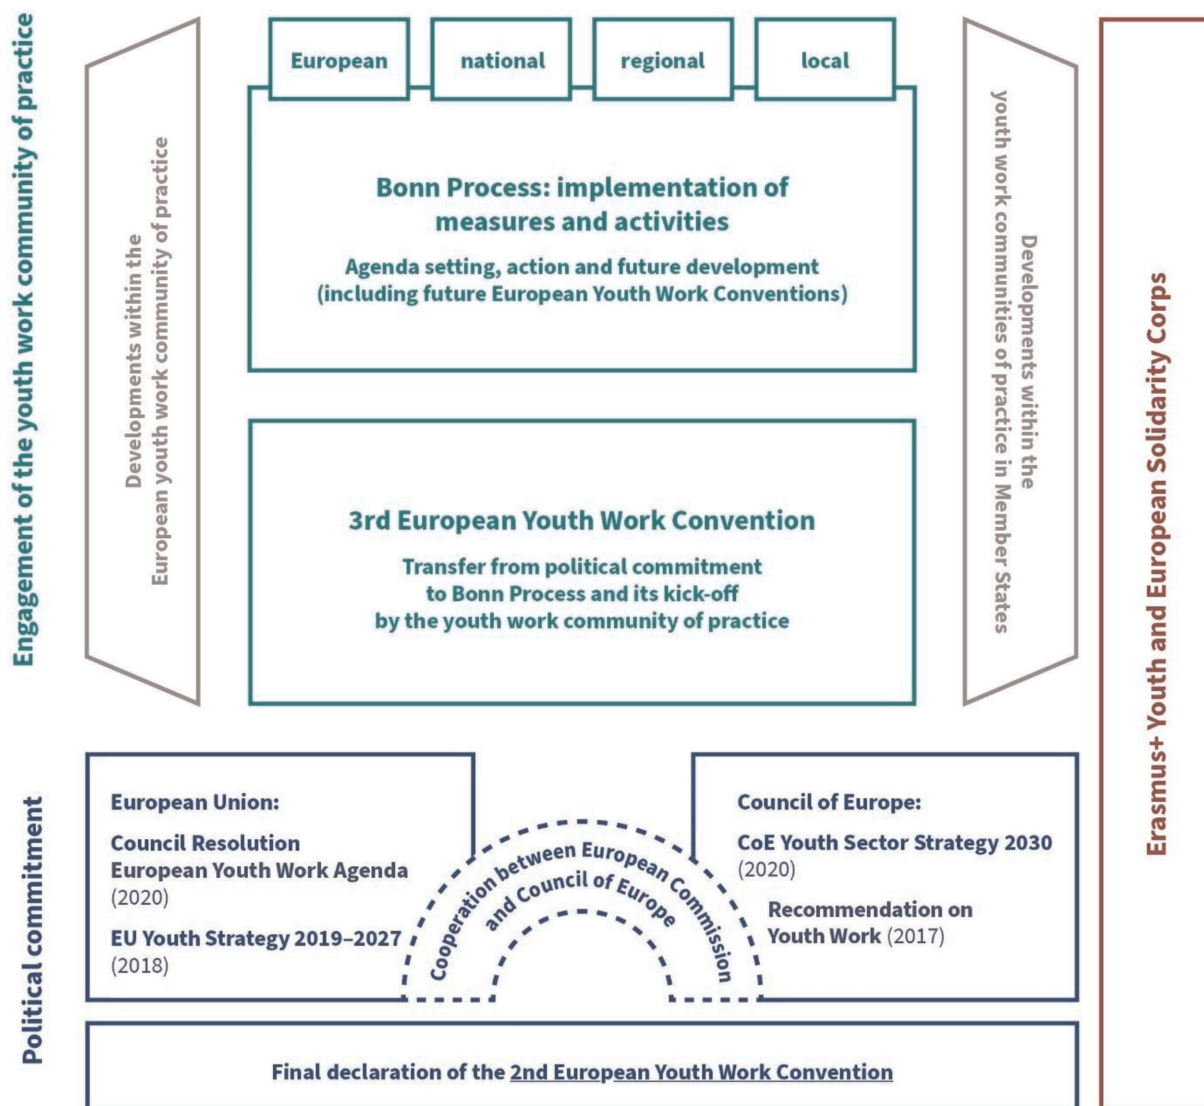 Engagement of the youth work community of practice
Developments within the
European youth work community of practice
European
national
regional
local
Bonn Process: implementation of
measures and activities
Agenda setting, action and future development
(including future European Youth Work Conventions)
3rd European Youth Work Convention
Transfer from political commitment
to Bonn Process and its kick-off
by the youth work community of practice
Developments within the
youth work communities of practice in Member States
Erasmus+ Youth and European Solidarity Corps
Political commitment
European Union:
Council Resolution
European Youth Work Agenda
(2020)
EU Youth Strategy 2019–2027
(2018)
Cooperation between European Commission
and Council of Europe
Council of Europe:
CoE Youth Sector Strategy 2030
(2020)
Recommendation on
Youth Work (2017)
Final declaration of the 2nd European Youth Work Convention